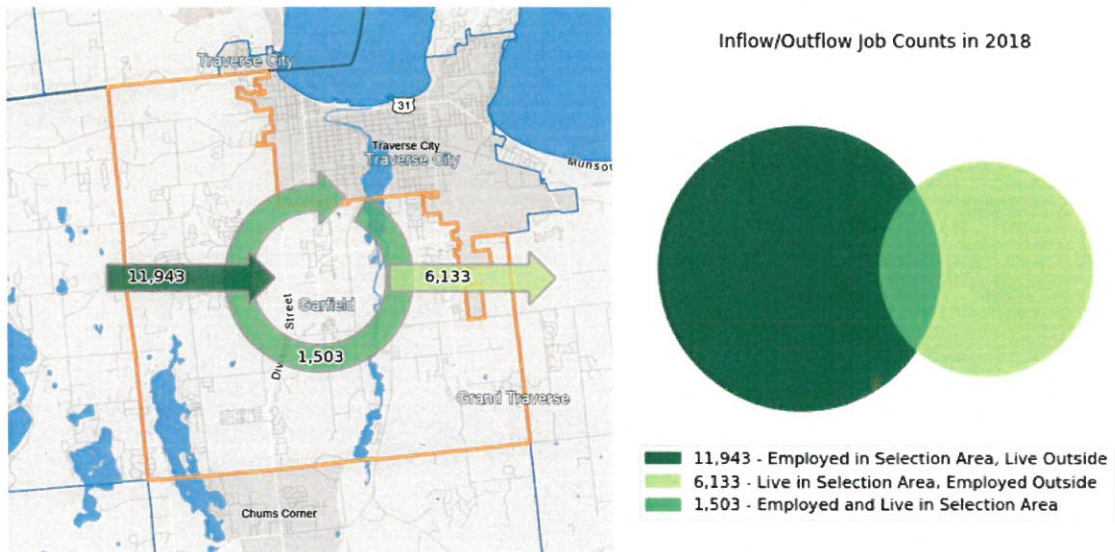 Traverse City
31
Traverse City
Traverse City
11,943
6,133
Garfield
Street
1,503
Grand Traverse
Chums Corner
Inflow/Outflow Job Counts in 2018
11,943 - Employed in Selection Area, Live Outside
6,133 - Live in Selection Area, Employed Outside
1,503 - Employed and Live in Selection Area